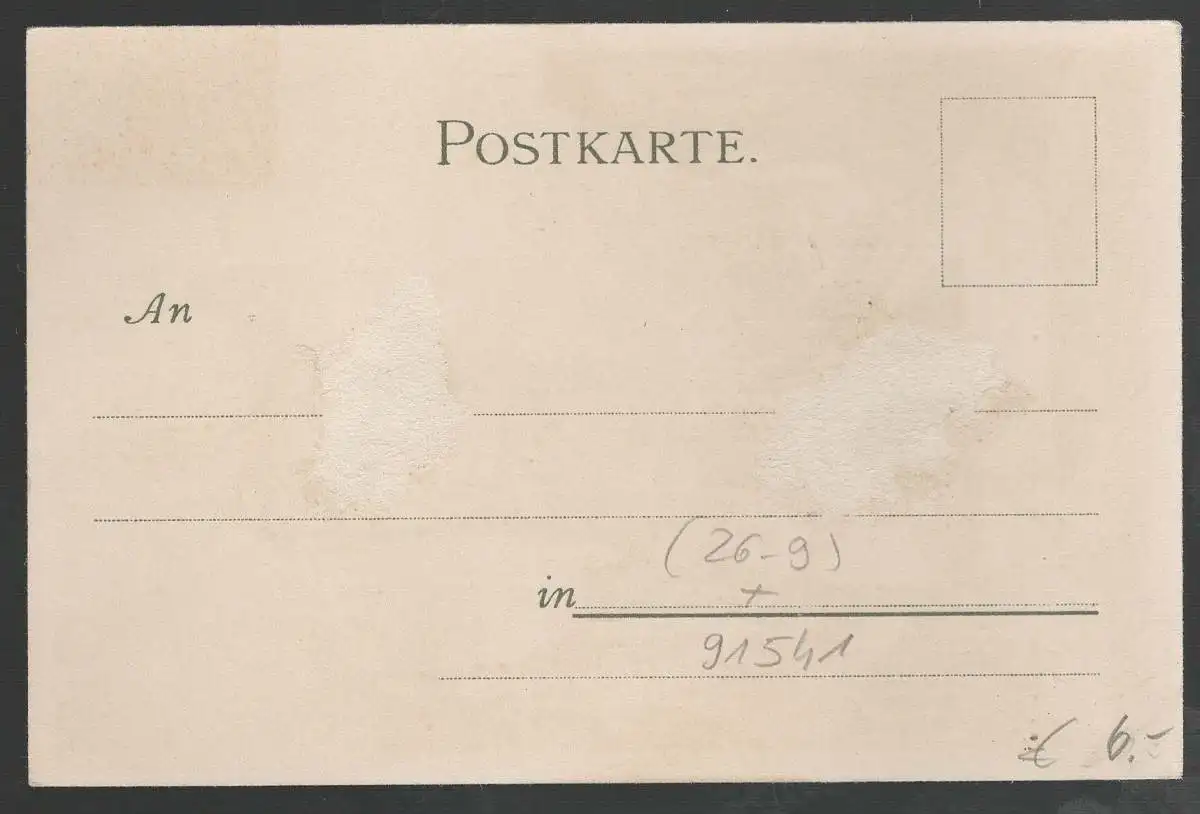 POSTKARTE.
An
(26-9)
in +
91541
€ 6.-